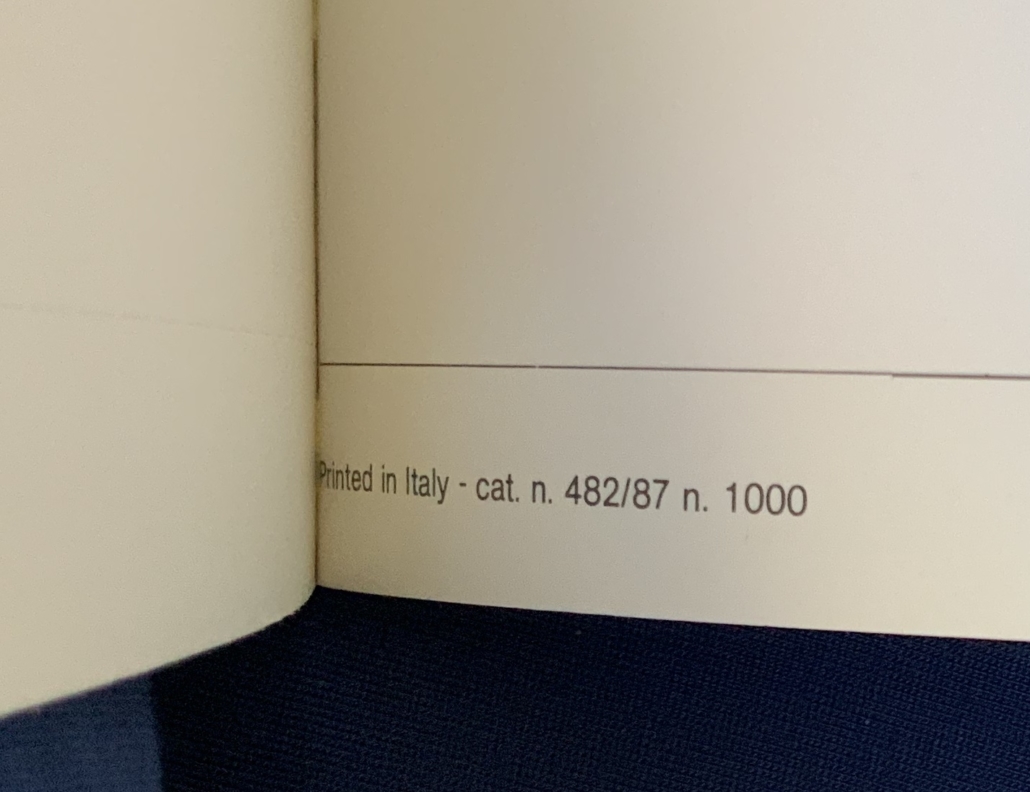 Printed in Italy - cat. n. 482/87 n. 1000